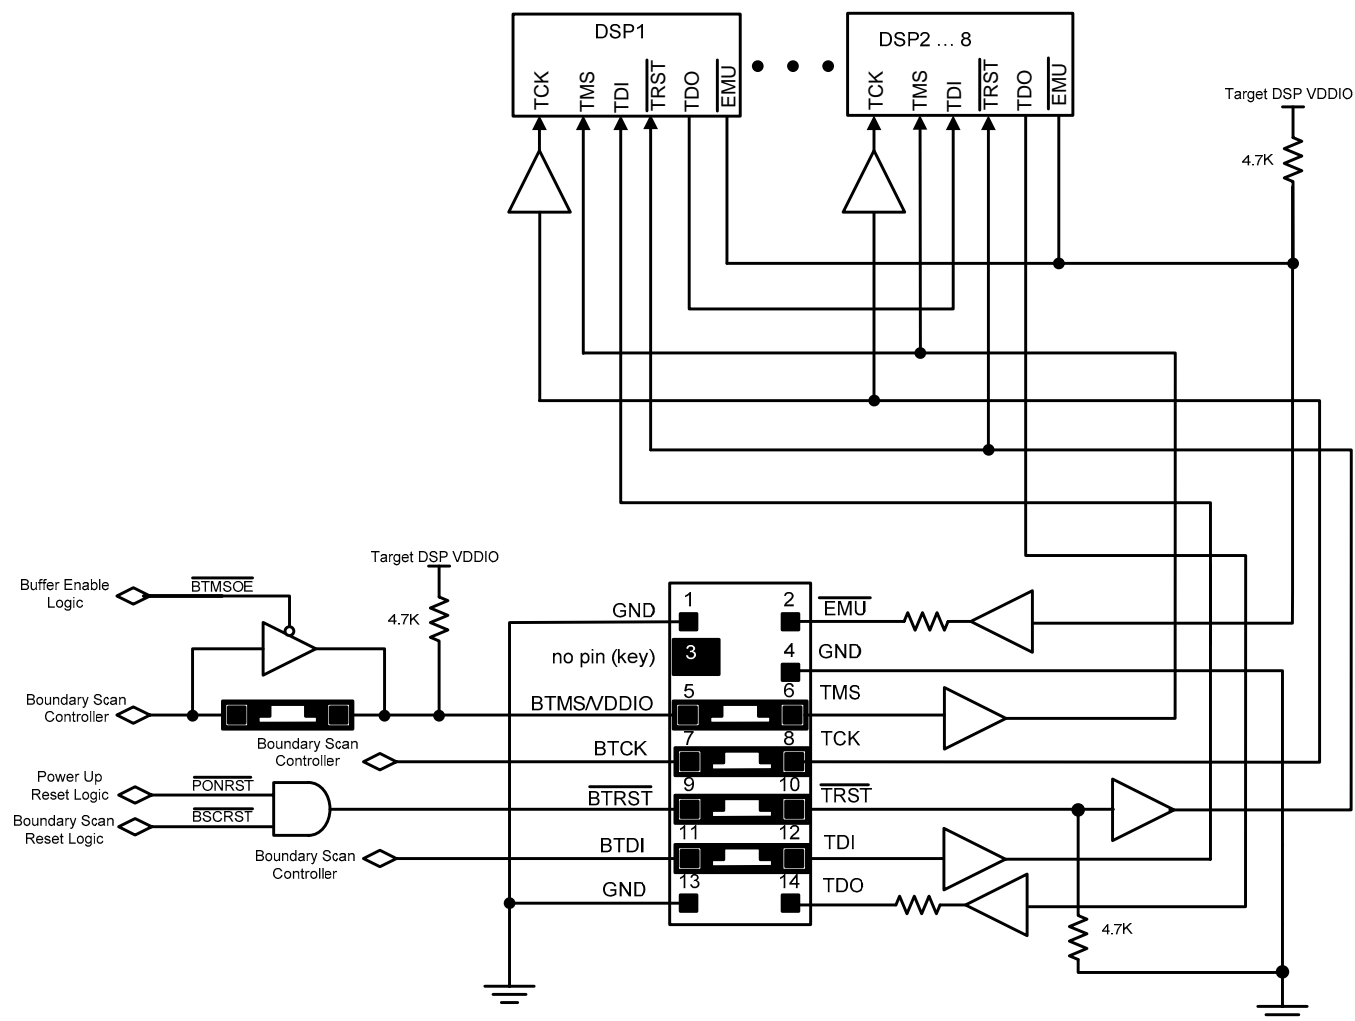 DSP1
TCK
TMS
TDI
TRST
TDO
EMU
DSP2 ... 8
TCK
TMS
TDI
TRST
TDO
EMU
Target DSP VDDIO
4.7K
Target DSP VDDIO
4.7K
Buffer Enable
Logic
BTMSOE
Boundary Scan
Controller
Boundary Scan
Controller
Power Up
Reset Logic
PONRST
Boundary Scan
Reset Logic
BSCRST
Boundary Scan
Controller
GND
no pin (key)
BTMS/VDDIO
BTCK
BTRST
BTDI
GND
1 2
3 4
5 6
7 8
9 10
11 12
13 14
EMU
GND
TMS
TCK
TRST
TDI
TDO
4.7K